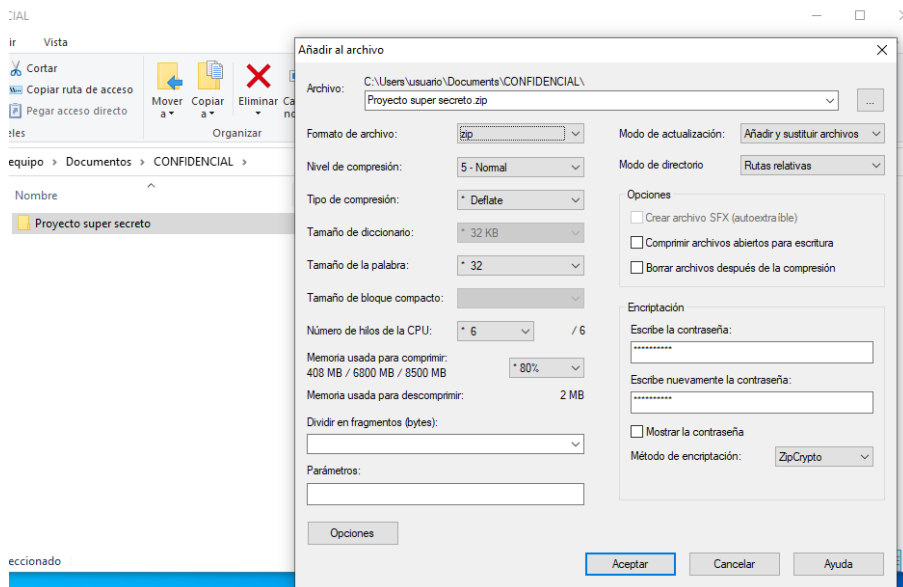 CIAL
ir Vista
Cortar
Copiar ruta de acceso
Pegar acceso directo
Mover a
Copiar a
Eliminar
Ca
no
eles
Organizar
equipo > Documentos > CONFIDENCIAL >
Nombre
Proyecto super secreto
eccionado
Añadir al archivo
Archivo: C:\Users\usuario\Documents\CONFIDENCIAL\
Proyecto super secreto.zip
...
Formato de archivo: zip
Nivel de compresión: 5 - Normal
Tipo de compresión: * Deflate
Tamaño de diccionario: * 32 KB
Tamaño de la palabra: * 32
Tamaño de bloque compacto:
Número de hilos de la CPU: * 6 / 6
Memoria usada para comprimir:
408 MB / 6800 MB / 8500 MB * 80%
Memoria usada para descomprimir: 2 MB
Dividir en fragmentos (bytes):
Parámetros:
Opciones
Modo de actualización: Añadir y sustituir archivos
Modo de directorio Rutas relativas
Opciones
Crear archivo SFX (autoextraíble)
Comprimir archivos abiertos para escritura
Borrar archivos después de la compresión
Encriptación
Escribe la contraseña:
**********
Escribe nuevamente la contraseña:
**********
Mostrar la contraseña
Método de encriptación: ZipCrypto
Aceptar Cancelar Ayuda